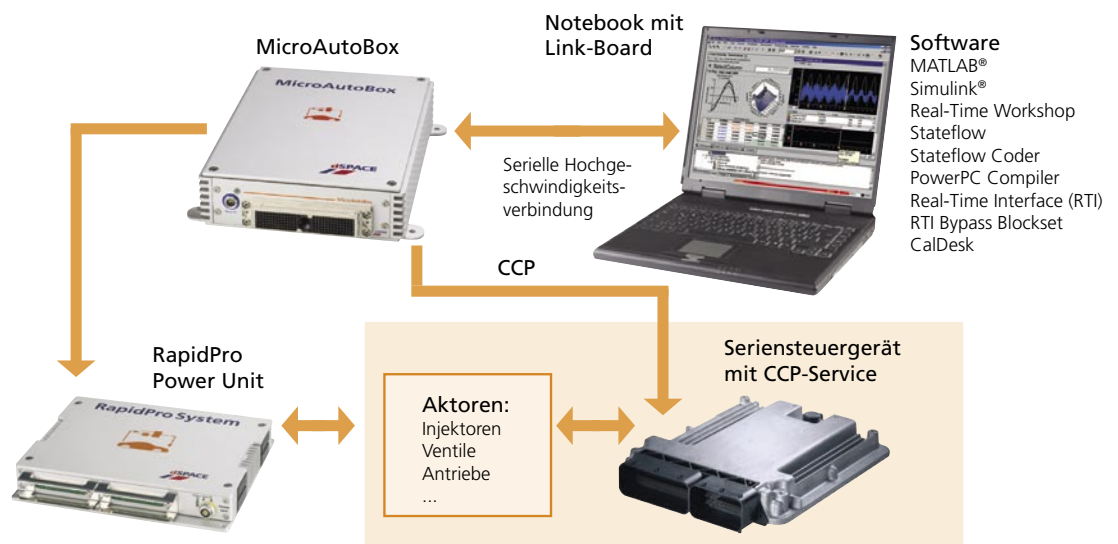 MicroAutoBox
Notebook mit
Link-Board
Software
MATLAB®
Simulink®
Real-Time Workshop
Stateflow
Stateflow Coder
PowerPC Compiler
Real-Time Interface (RTI)
RTI Bypass Blockset
CalDesk
MicroAutoBox
dSPACE
Serielle Hochge-
schwindigkeits-
verbindung
CCP
RapidPro
Power Unit
RapidPro System
dSPACE
Aktoren:
Injektoren
Ventile
Antriebe
...
Seriensteuergerät
mit CCP-Service